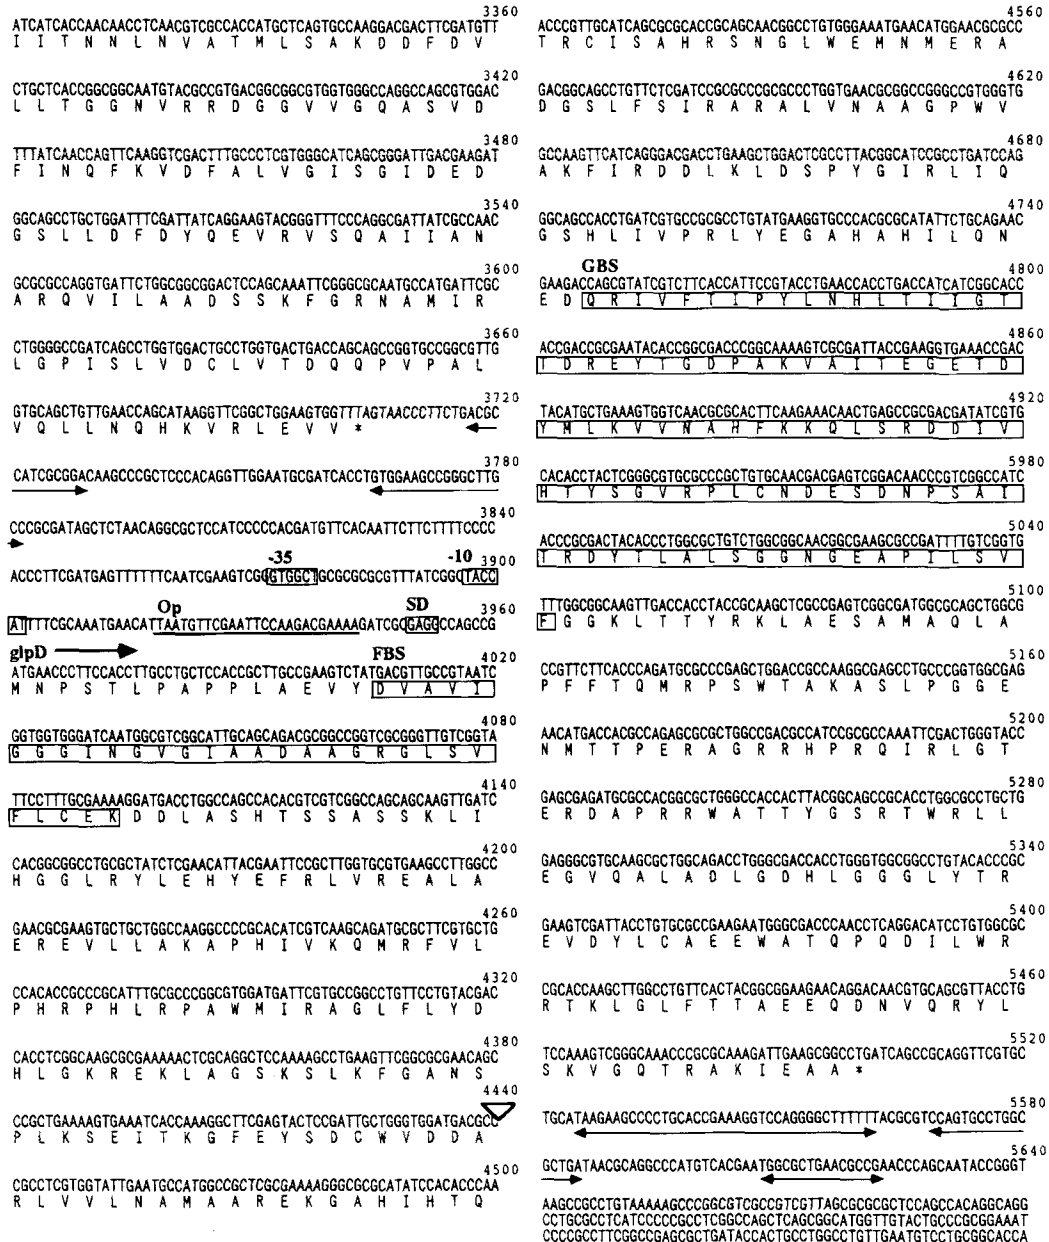 3360
ATCATCACCAACAACCTCAACGTCGCCACCATGCTCAGTGCCAAGGACGACTTCGATGTT
I I T N N L N V A T M L S A K D D F D V
3420
CTGCTCACCGGCGGCAATGTACGCCGTGACGGCGGCGTGGTGGGCCAGGCCAGCGTGGAC
L L T G G N V R R D G G V V G Q A S V D
3480
TTTATCAACCAGTTCAAGGTCGACTTTGCCCTCGTGGGCATCAGCGGGATTGACGAAGAT
F I N Q F K V D F A L V G I S G I D E D
3540
GGCAGCCTGCTGGATTTCGATTATCAGGAAGTACGGGTTTCCCAGGCGATTATCGCCAAC
G S L L D F D Y Q E V R V S Q A I I A N
3600
GCGCGCCAGGTGATTCTGGCGGCGGACTCCAGCAAATTCGGGCGCAATGCCATGATTCGC
A R Q V I L A A D S S K F G R N A M I R
3660
CTGGGGCCGATCAGCCTGGTGGACTGCCTGGTGACTGACCAGCAGCCGGTGCCGGCGTTG
L G P I S L V D C L V T D Q Q P V P A L
3720
GTGCAGCTGTTGAACCAGCATAAGGTTCGGCTGGAAGTGGTTTAGTAACCCTTCTGACGC
V Q L L N Q H K V R L E V V *
3780
CATCGCGGACAAGCCCGCTCCCACAGGTTGGAATGCGATCACCTGTGGAAGCCGGGCTTG
3840
CCCGCGATAGCTCTAACAGGCGCTCCATCCCCCACGATGTTCACAATTCTTCTTTTCCCC
-35 -10 3900
ACCCTTCGATGAGTTTTTTCAATCGAAGTCGGGTGGCTGCGCGCGCGTTTATCGGCTACC
Op SD 3960
ATTTTCGCAAATGAACATTAATGTTCGAATTCCAAGACGAAAAGATCGCGAGGCCAGCCG
glpD FBS 4020
ATGAACCCTTCCACCTTGCCTGCTCCACCGCTTGCCGAAGTCTATGACGTTGCCGTAATC
M N P S T L P A P P L A E V Y D V A V I
4080
GGTGGTGGGATCAATGGCGTCGGCATTGCAGCAGACGCGGCCGGTCGCGGGTTGTCGGTA
G G G I N G V G I A A D A A G R G L S V
4140
TTCCTTTGCGAAAAGGATGACCTGGCCAGCCACACGTCGTCGGCCAGCAGCAAGTTGATC
F L C E K D D L A S H T S S A S S K L I
4200
CACGGCGGCCTGCGCTATCTCGAACATTACGAATTCCGCTTGGTGCGTGAAGCCTTGGCC
H G G L R Y L E H Y E F R L V R E A L A
4260
GAACGCGAAGTGCTGCTGGCCAAGGCCCCGCACATCGTCAAGCAGATGCGCTTCGTGCTG
E R E V L L A K A P H I V K Q M R F V L
4320
CCACACCGCCCGCATTTGCGCCCGGCGTGGATGATTCGTGCCGGCCTGTTCCTGTACGAC
P H R P H L R P A W M I R A G L F L Y D
4380
CACCTCGGCAAGCGCGAAAAACTCGCAGGCTCCAAAAGCCTGAAGTTCGGCGCGAACAGC
H L G K R E K L A G S K S L K F G A N S
4440
CCGCTGAAAAGTGAAATCACCAAAGGCTTCGAGTACTCCGATTGCTGGGTGGATGACGCC
P L K S E I T K G F E Y S D C W V D D A
4500
CGCCTCGTGGTATTGAATGCCATGGCCGCTCGCGAAAAGGGCGCGCATATCCACACCCAA
R L V V L N A M A A R E K G A H I H T Q
4560
ACCCGTTGCATCAGCGCGCACCGCAGCAACGGCCTGTGGGAAATGAACATGGAACGCGCC
T R C I S A H R S N G L W E M N M E R A
4620
GACGGCAGCCTGTTCTCGATCCGCGCCCGCGCCCTGGTGAACGCGGCCGGGCCGTGGGTG
D G S L F S I R A R A L V N A A G P W V
4680
GCCAAGTTCATCAGGGACGACCTGAAGCTGGACTCGCCTTACGGCATCCGCCTGATCCAG
A K F I R D D L K L D S P Y G I R L I Q
4740
GGCAGCCACCTGATCGTGCCGCGCCTGTATGAAGGTGCCCACGCGCATATTCTGCAGAAC
G S H L I V P R L Y E G A H A H I L Q N
GBS 4800
GAAGACCAGCGTATCGTCTTCACCATTCCGTACCTGAACCACCTGACCATCATCGGCACC
E D Q R I V F T I P Y L N H L T I I G T
4860
ACCGACCGCGAATACACCGGCGACCCGGCAAAAGTCGCGATTACCGAAGGTGAAACCGAC
T D R E Y T G D P A K V A I T E G E T D
4920
TACATGCTGAAAGTGGTCAACGCGCACTTCAAGAAACAACTGAGCCGCGACGATATCGTG
Y M L K V V N A H F K K Q L S R D D I V
5980
CACACCTACTCGGGCGTGCGCCCGCTGTGCAACGACGAGTCGGACAACCCGTCGGCCATC
H T Y S G V R P L C N D E S D N P S A I
5040
ACCCGCGACTACACCCTGGCGCTGTCTGGCGGCAACGGCGAAGCGCCGATTTTGTCGGTG
T R D Y T L A L S G G N G E A P I L S V
5100
TTTGGCGGCAAGTTGACCACCTACCGCAAGCTCGCCGAGTCGGCGATGGCGCAGCTGGCG
F G G K L T T Y R K L A E S A M A Q L A
5160
CCGTTCTTCACCCAGATGCGCCCGAGCTGGACCGCCAAGGCGAGCCTGCCCGGTGGCGAG
P F F T Q M R P S W T A K A S L P G G E
5200
AACATGACCACGCCAGAGCGCGCTGGCCGACGCCATCCGCGCCAAATTCGACTGGGTACC
N M T T P E R A G R R H P R Q I R L G T
5280
GAGCGAGATGCGCCACGGCGCTGGGCCACCACTTACGGCAGCCGCACCTGGCGCCTGCTG
E R D A P R R W A T T Y G S R T W R L L
5340
GAGGGCGTGCAAGCGCTGGCAGACCTGGGCGACCACCTGGGTGGCGGCCTGTACACCCGC
E G V Q A L A D L G D H L G G G L Y T R
5400
GAAGTCGATTACCTGTGCGCCGAAGAATGGGCGACCCAACCTCAGGACATCCTGTGGCGC
E V D Y L C A E E W A T Q P Q D I L W R
5460
CGCACCAAGCTTGGCCTGTTCACTACGGCGGAAGAACAGGACAACGTGCAGCGTTACCTG
R T K L G L F T T A E E Q D N V Q R Y L
5520
TCCAAAGTCGGGCAAACCCGCGCAAAGATTGAAGCGGCCTGATCAGCCGCAGGTTCGTGC
S K V G Q T R A K I E A A *
5580
TGCATAAGAAGCCCCTGCACCGAAAGGTCCAGGGGCTTTTTTACGCGTCCAGTGCCTGGC
5640
GCTGATAACGCAGGCCCATGTCACGAATGGCGCTGAACGCCGAACCCAGCAATACCGGGT
AAGCCGCCTGTAAAAAGCCCGGCGTCGCCGTCGTTAGCGCGCGCTCCAGCCACAGGCAGG
CCTGCGCCTCATCCCCCGCCTCGGCCAGCTCAGCGGCATGGTTGTACTGCCCGCGGAAAT
CCCCGCCTTCGGCCGAGCGCTGATACCACTGCCTGGCCTGTTGAATGTCCTGCGGCACCA